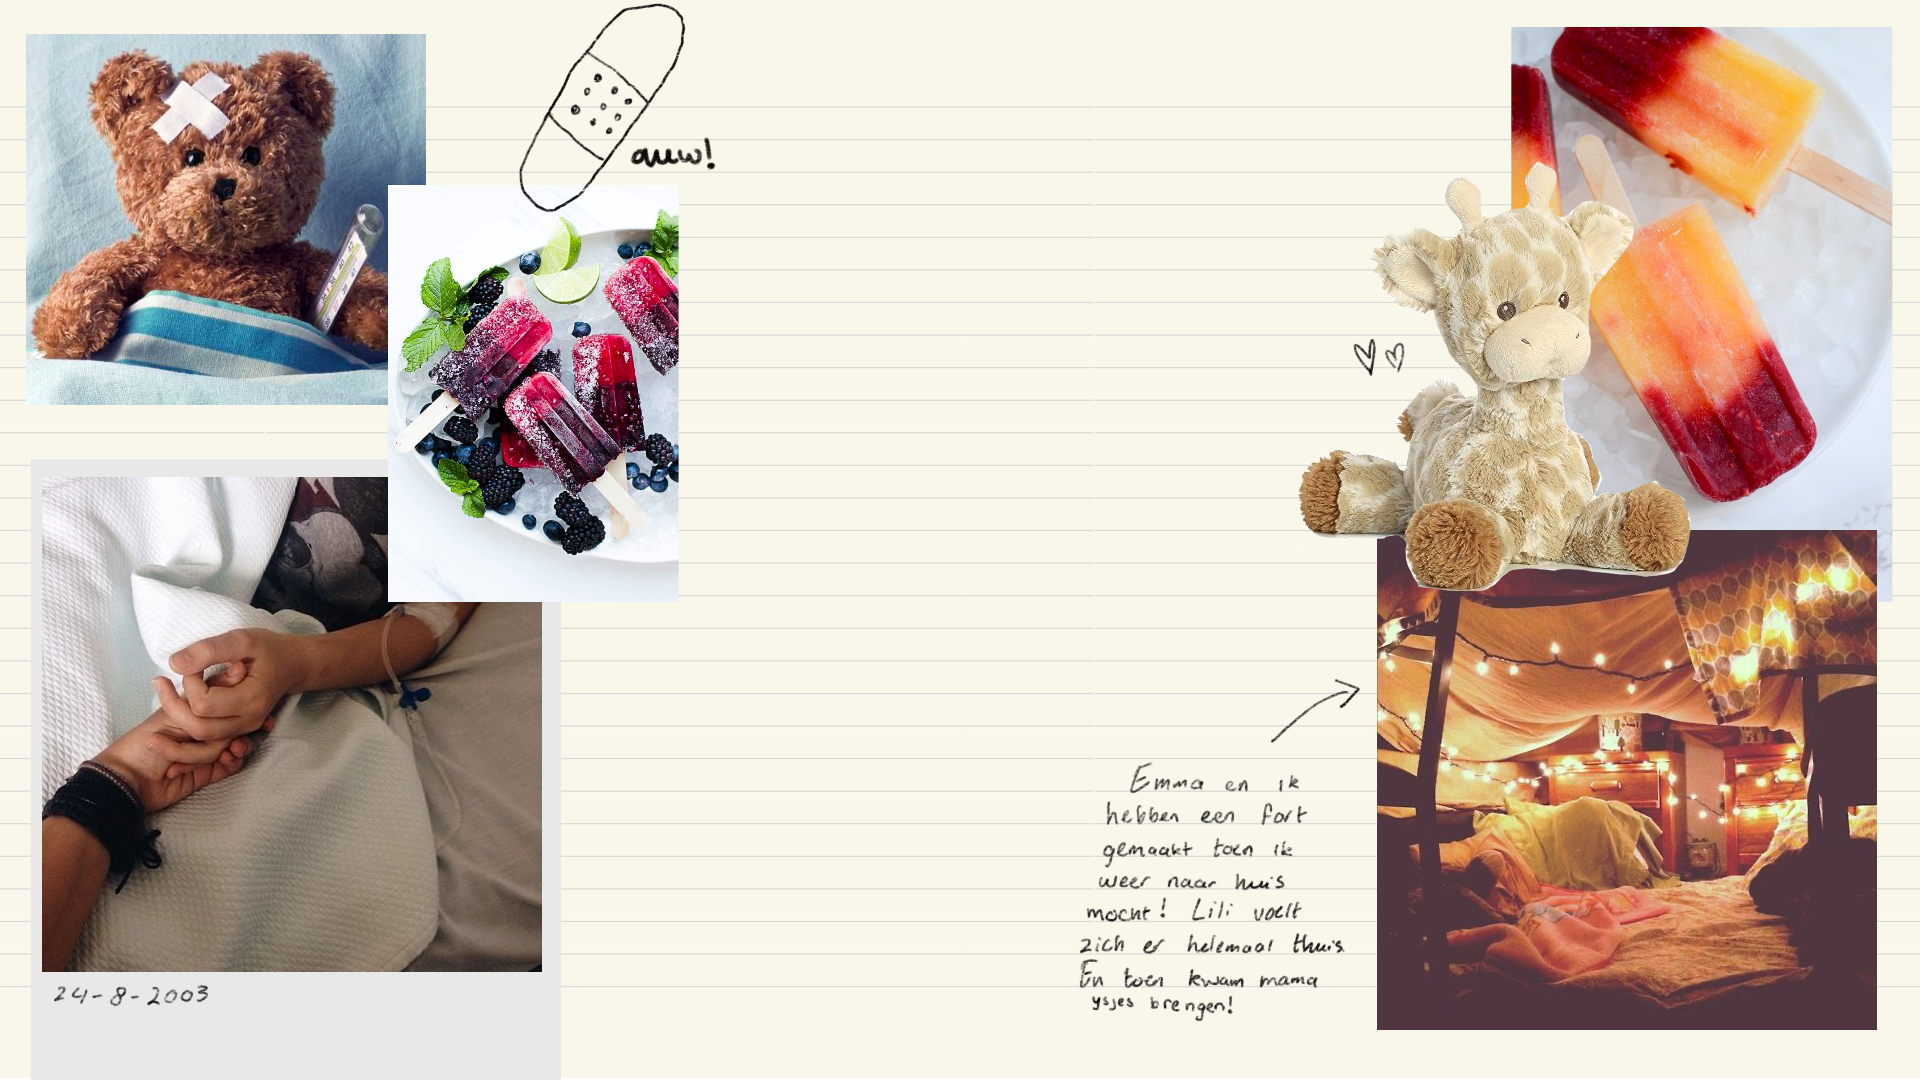 auw!
24-8-2003
Emma en ik
hebben een fort
gemaakt toen ik
weer naar huis
mocht! Lili voelt
zich er helemaal thuis.
En toen kwam mama
ysjes brengen!